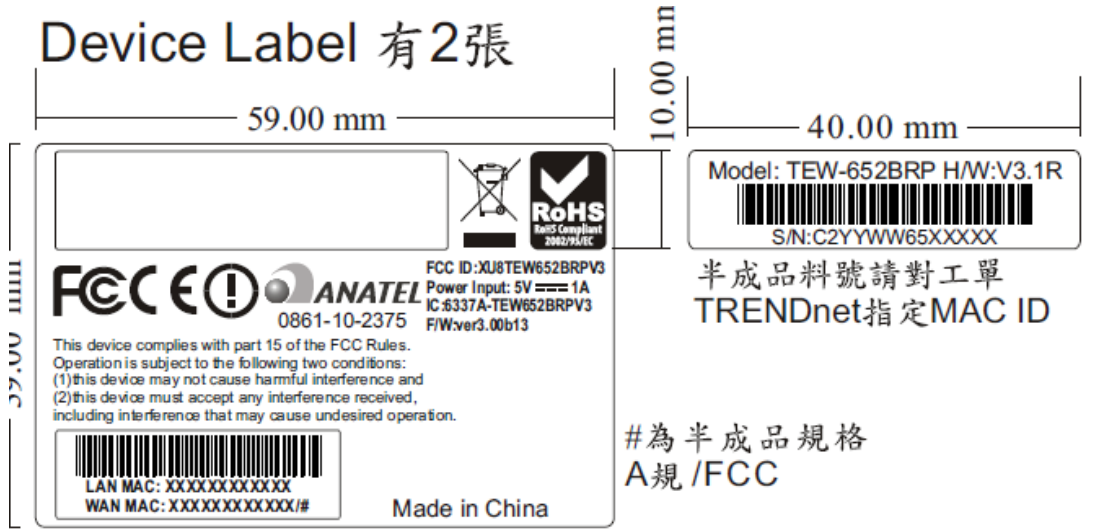 Device Label 有2張
59.00 mm
10.00 mm
40.00 mm
Model: TEW-652BRP H/W:V3.1R
S/N:C2YYWW65XXXXX
RoHS
RoHS Compliant
2002/95/EC
FCC CE
ANATEL
0861-10-2375
FCC ID:XU8TEW652BRPV3
Power Input: 5V 1A
IC:6337A-TEW652BRPV3
F/W:ver3.00b13
半成品料號請對工單
TRENDnet指定MAC ID
This device complies with part 15 of the FCC Rules.
Operation is subject to the following two conditions:
(1)this device may not cause harmful interference and
(2)this device must accept any interference received,
including interference that may cause undesired operation.
LAN MAC: XXXXXXXXXXXX
WAN MAC: XXXXXXXXXXXX/#
Made in China
#為半成品規格
A規/FCC